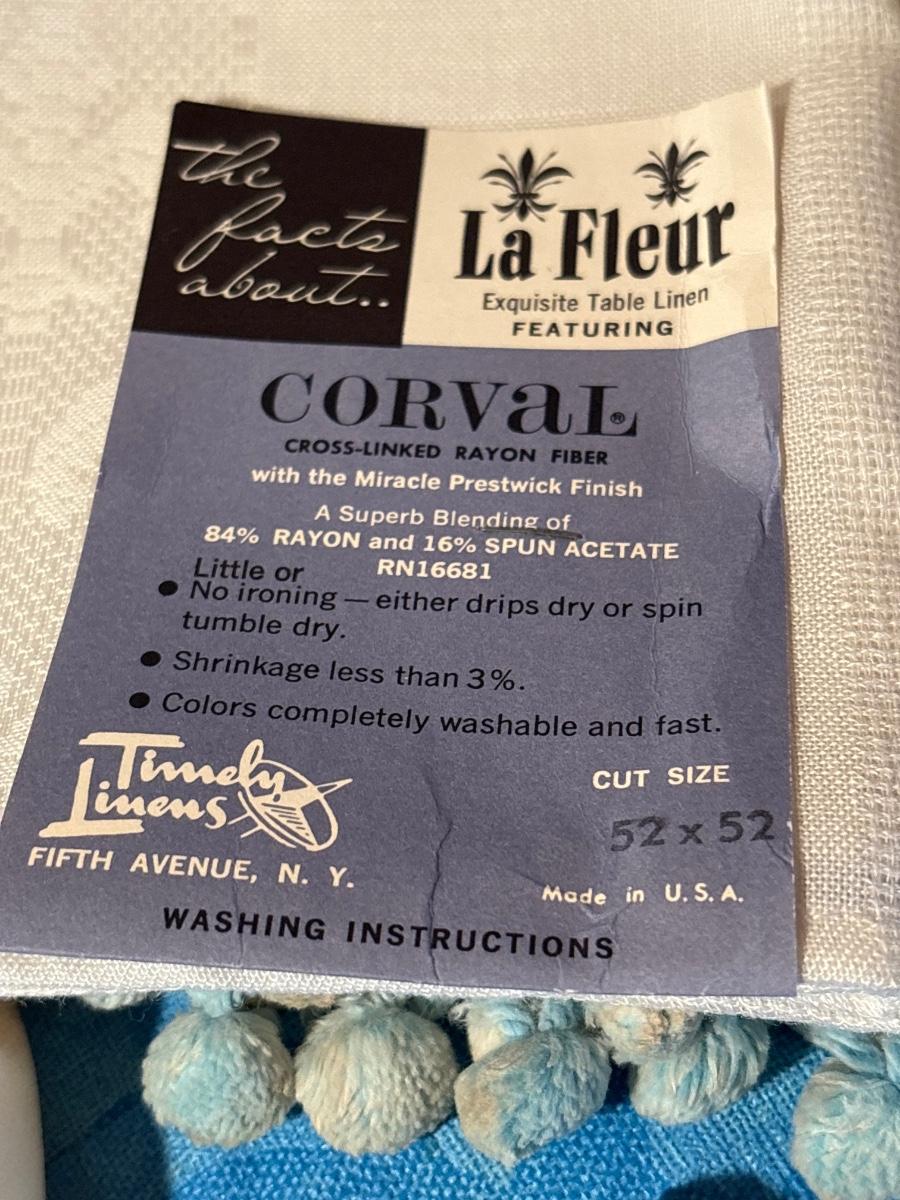 the
facts
about..
La Fleur
Exquisite Table Linen
FEATURING
CORVAL®
CROSS-LINKED RAYON FIBER
with the Miracle Prestwick Finish
A Superb Blending of
84% RAYON and 16% SPUN ACETATE
Little or RN16681
● No ironing — either drips dry or spin
tumble dry.
● Shrinkage less than 3%.
● Colors completely washable and fast.
Timely
Linens
FIFTH AVENUE, N. Y.
CUT SIZE
52 x 52
Made in U.S.A.
WASHING INSTRUCTIONS